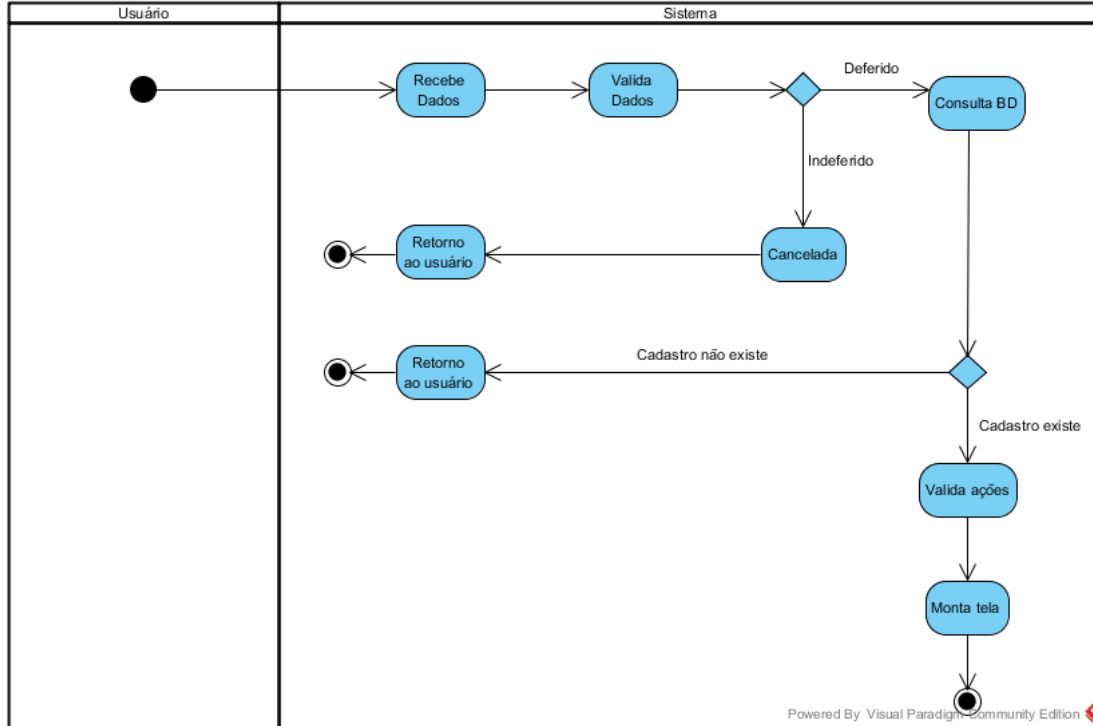 Usuário
Sistema
Recebe
Dados
Valida
Dados
Deferido
Consulta BD
Indeferido
Retorno
ao usuário
Cancelada
Retorno
ao usuário
Cadastro não existe
Cadastro existe
Valida ações
Monta tela
Powered By Visual Paradigm Community Edition